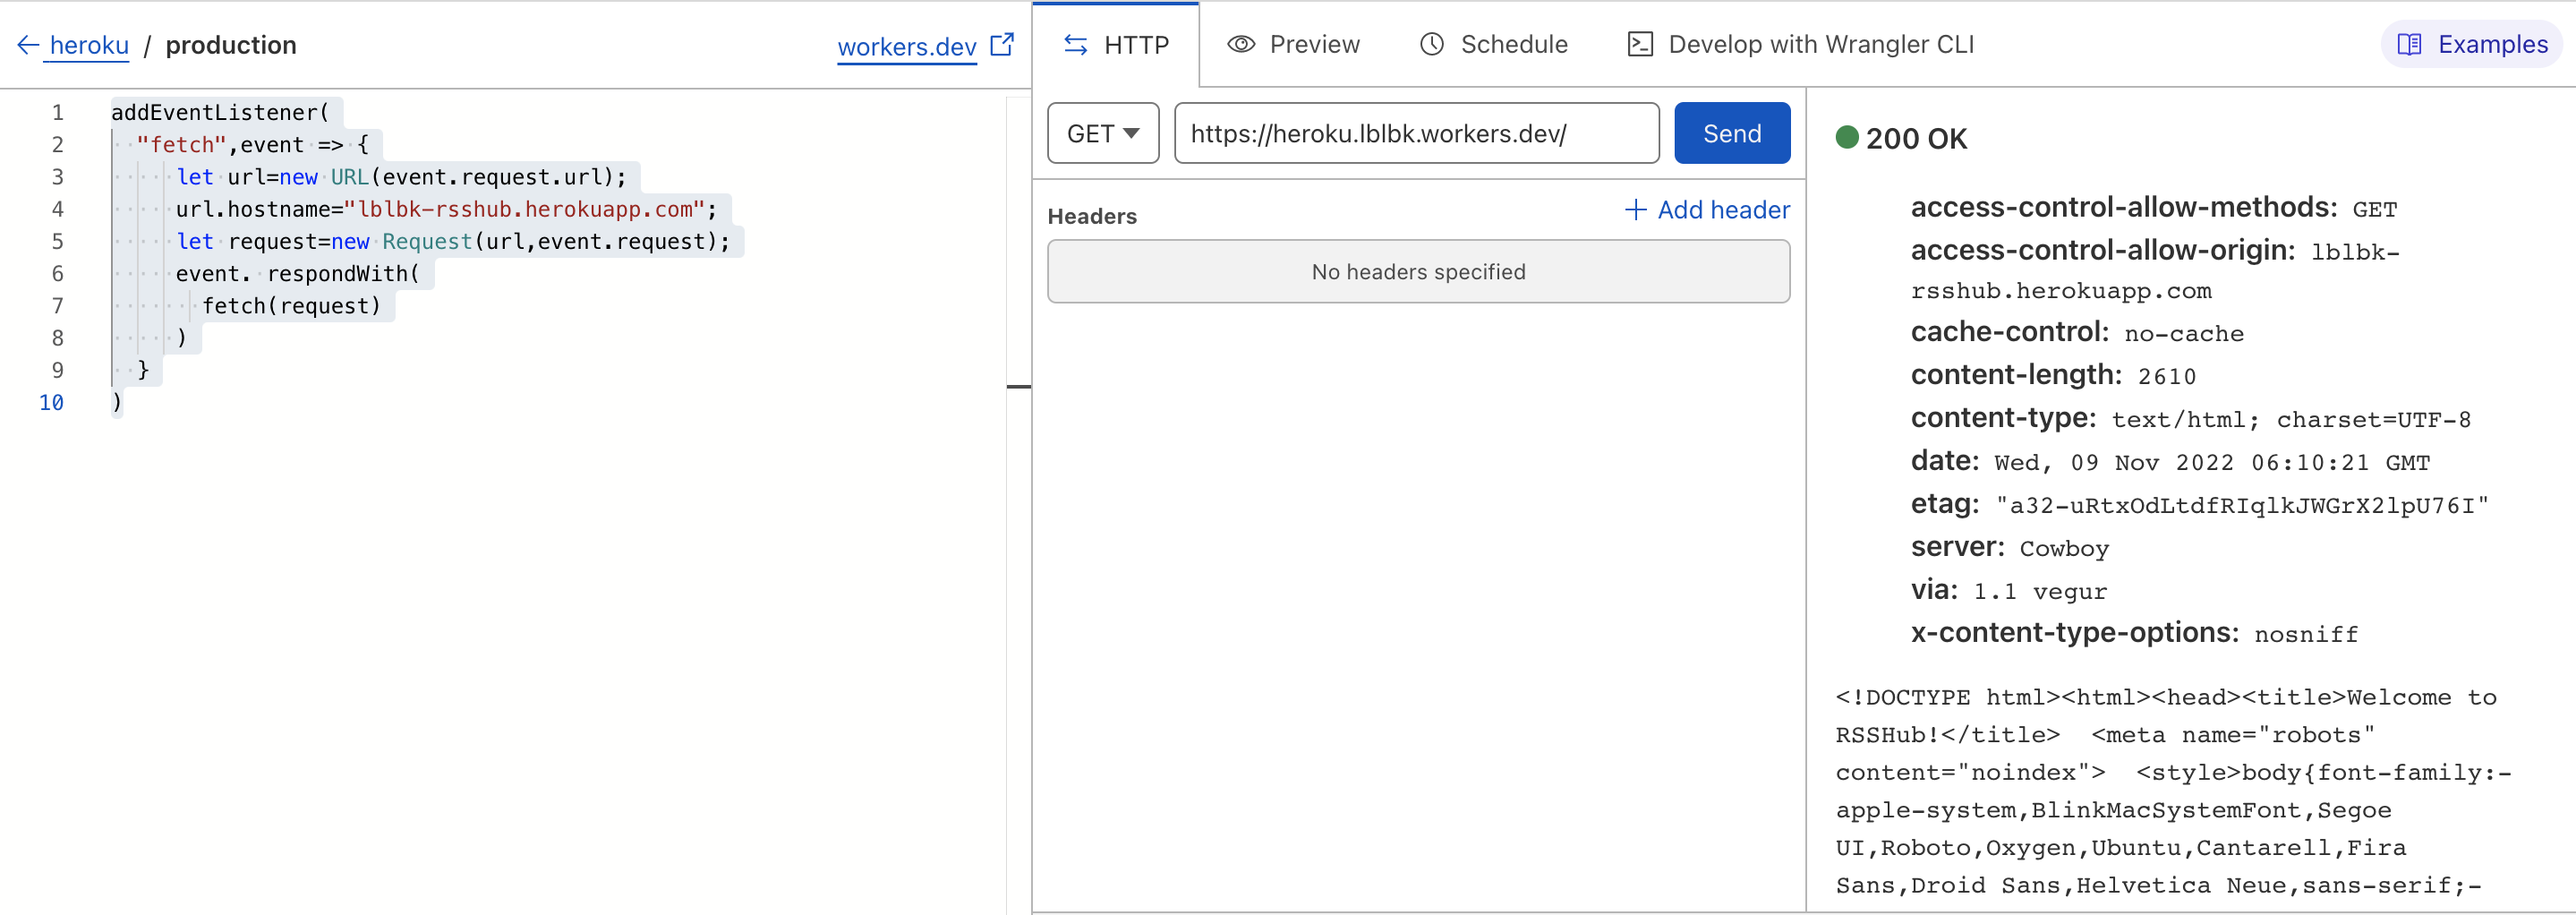 heroku / production
workers.dev
1 addEventListener(
2 "fetch",event => {
3 let url=new URL(event.request.url);
4 url.hostname="lblbk-rsshub.herokuapp.com";
5 let request=new Request(url,event.request);
6 event. respondWith(
7 fetch(request)
8 )
9 }
10 )
HTTP
Preview
Schedule
Develop with Wrangler CLI
Examples
GET
https://heroku.lblbk.workers.dev/
Send
Headers
+ Add header
No headers specified
200 OK
access-control-allow-methods: GET
access-control-allow-origin: lblbk-
rsshub.herokuapp.com
cache-control: no-cache
content-length: 2610
content-type: text/html; charset=UTF-8
date: Wed, 09 Nov 2022 06:10:21 GMT
etag: "a32-uRtxOdLtdfRIqlkJWGrX2lpU76I"
server: Cowboy
via: 1.1 vegur
x-content-type-options: nosniff
<!DOCTYPE html><html><head><title>Welcome to
RSSHub!</title>  <meta name="robots"
content="noindex">  <style>body{font-family:-
apple-system,BlinkMacSystemFont,Segoe
UI,Roboto,Oxygen,Ubuntu,Cantarell,Fira
Sans,Droid Sans,Helvetica Neue,sans-serif;-